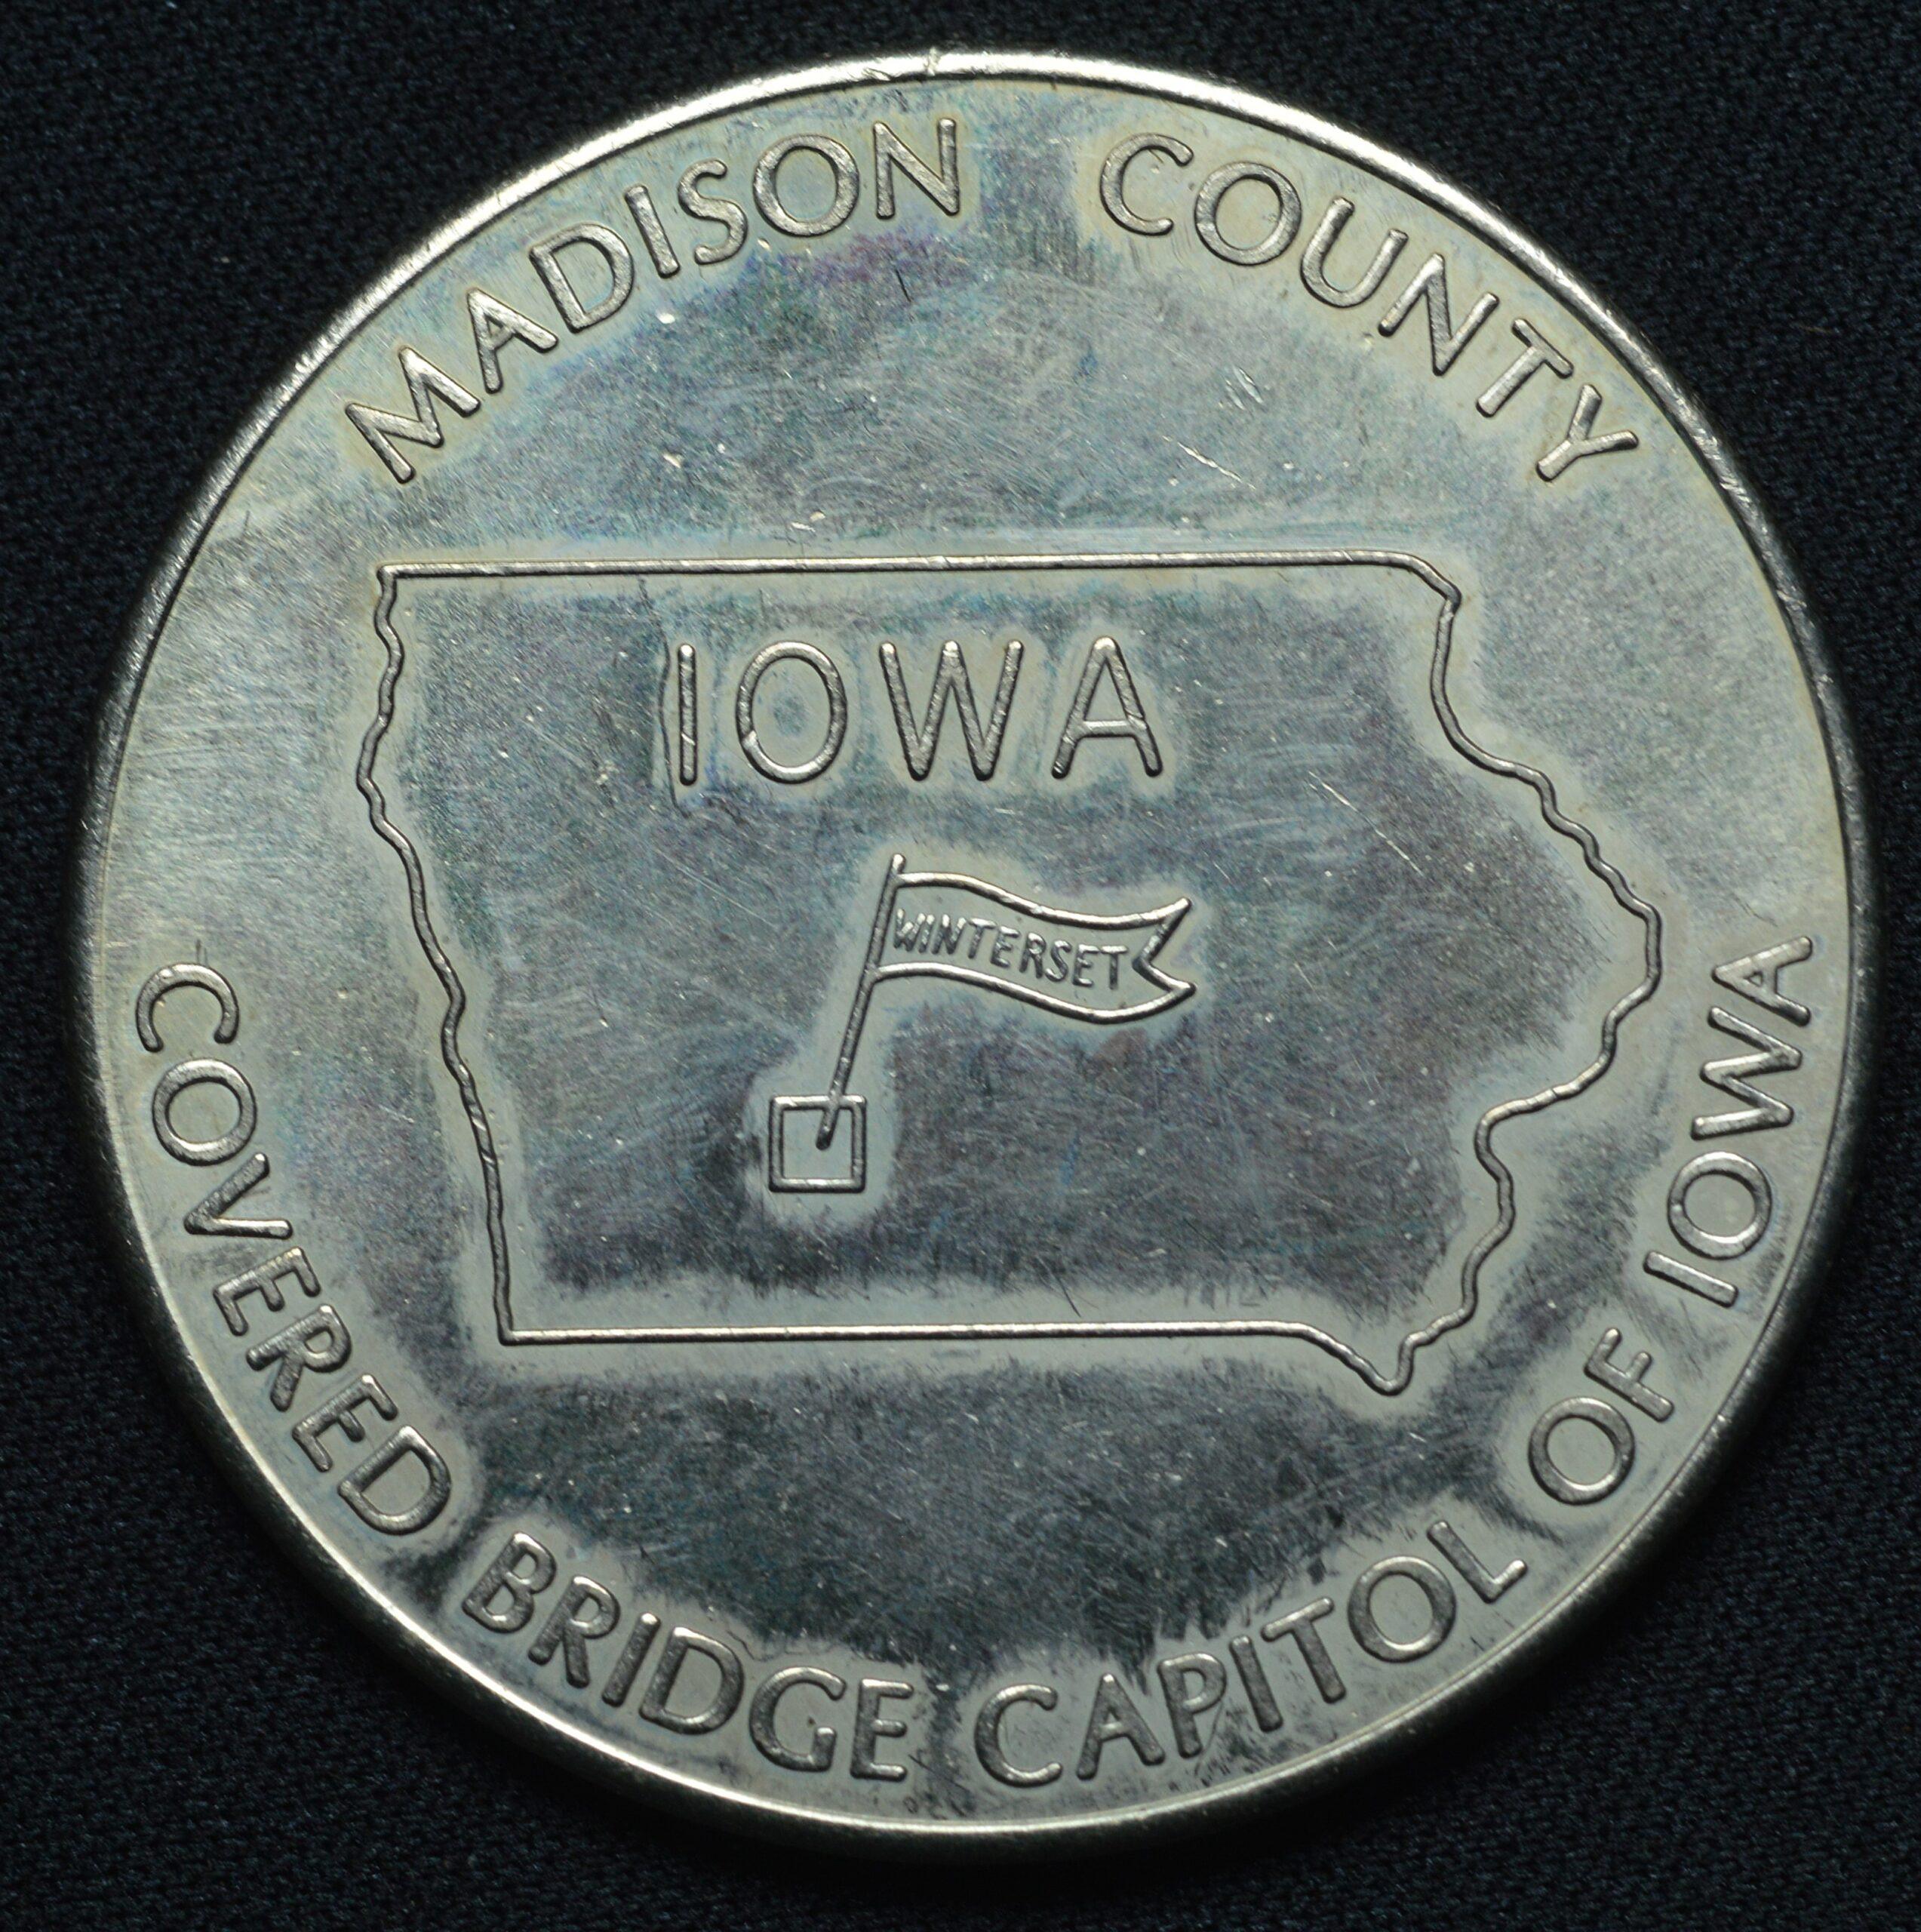 MADISON COUNTY
IOWA
WINTERSET
COVERED BRIDGE CAPITOL OF IOWA